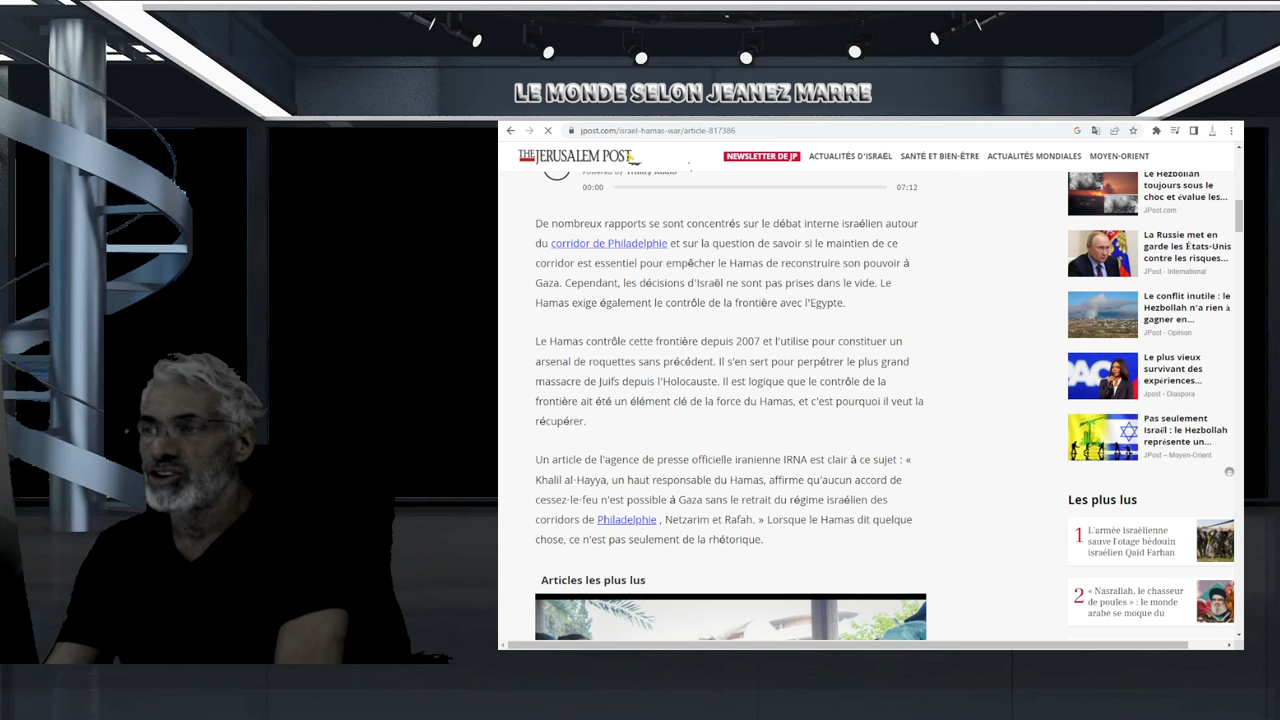 LE MONDE SELON JEANEZ MARRE
jpost.com/israel-hamas-war/article-817386
THE JERUSALEM POST
NEWSLETTER DE JP ACTUALITÉS D'ISRAËL SANTÉ ET BIEN-ÊTRE ACTUALITÉS MONDIALES MOYEN-ORIENT
Powered by Trinity Audio
00:00 07:12
De nombreux rapports se sont concentrés sur le débat interne israélien autour
du corridor de Philadelphie et sur la question de savoir si le maintien de ce
corridor est essentiel pour empêcher le Hamas de reconstruire son pouvoir à
Gaza. Cependant, les décisions d'Israël ne sont pas prises dans le vide. Le
Hamas exige également le contrôle de la frontière avec l'Egypte.
Le Hamas contrôle cette frontière depuis 2007 et l'utilise pour constituer un
arsenal de roquettes sans précédent. Il s'en sert pour perpétrer le plus grand
massacre de Juifs depuis l'Holocauste. Il est logique que le contrôle de la
frontière ait été un élément clé de la force du Hamas, et c'est pourquoi il veut la
récupérer.
Un article de l'agence de presse officielle iranienne IRNA est clair à ce sujet : «
Khalil al-Hayya, un haut responsable du Hamas, affirme qu'aucun accord de
cessez-le-feu n'est possible à Gaza sans le retrait du régime israélien des
corridors de Philadelphie , Netzarim et Rafah. » Lorsque le Hamas dit quelque
chose, ce n'est pas seulement de la rhétorique.
Articles les plus lus
Le Hezbollah
toujours sous le
choc et évalue les...
JPost.com
La Russie met en
garde les États-Unis
contre les risques...
JPost - International
Le conflit inutile : le
Hezbollah n'a rien à
gagner en...
JPost - Opinion
Le plus vieux
survivant des
expériences...
Jpost - Diaspora
Pas seulement
Israël : le Hezbollah
représente un...
JPost – Moyen-Orient
Les plus lus
1 L'armée israélienne
sauve l'otage bédouin
israélien Qaid Farhan
2 « Nasrallah, le chasseur
de poules » : le monde
arabe se moque du